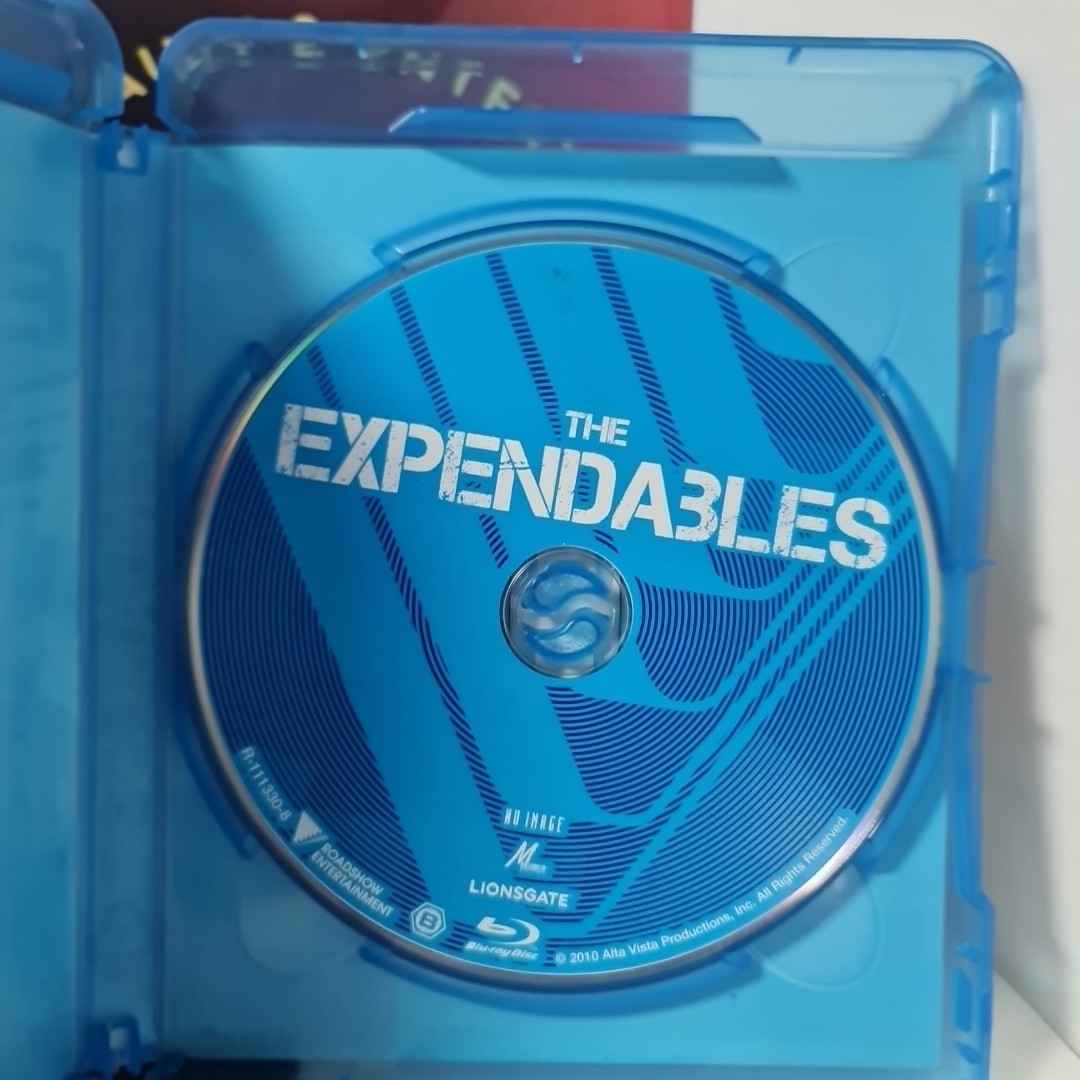 THE
EXPENDA3LES
R-111330-8
ROADSHOW
ENTERTAINMENT
NU IMAGE
LIONSGATE
B
Blu-ray Disc
© 2010 Alta Vista Productions, Inc. All Rights Reserved.